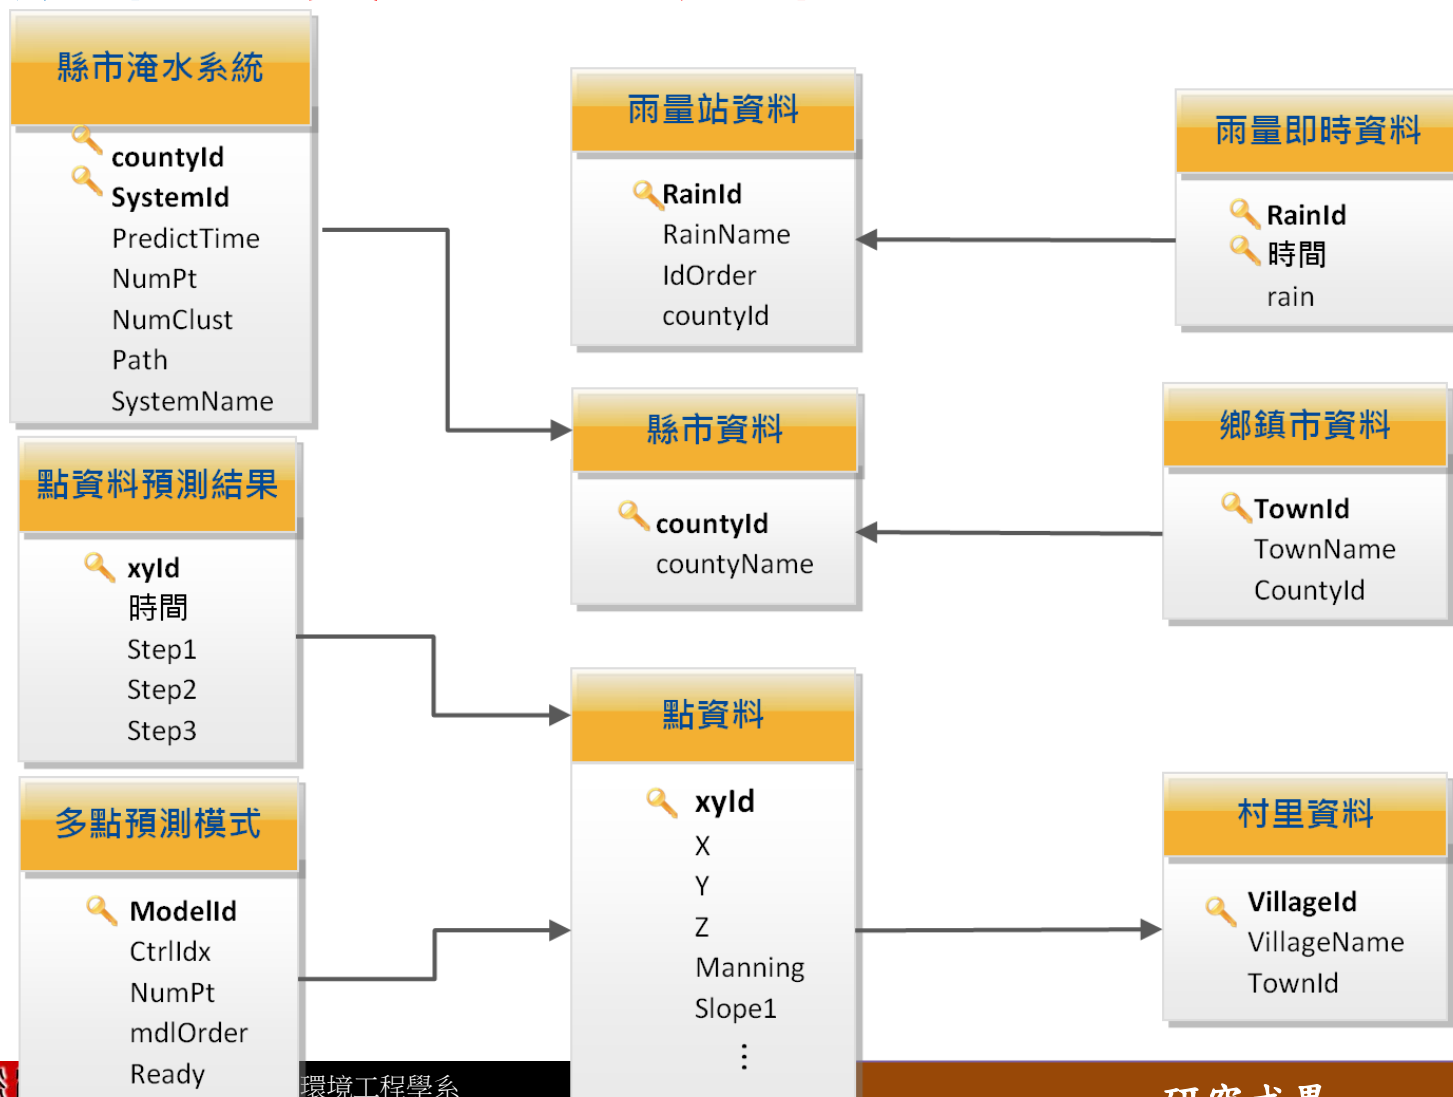 縣市淹水系統
countyId
SystemId
PredictTime
NumPt
NumClust
Path
SystemName
雨量站資料
RainId
RainName
IdOrder
countyId
雨量即時資料
RainId
時間
rain
縣市資料
countyId
countyName
鄉鎮市資料
TownId
TownName
CountyId
點資料預測結果
xyId
時間
Step1
Step2
Step3
點資料
xyId
X
Y
Z
Manning
Slope1
⋮
多點預測模式
ModelId
CtrlIdx
NumPt
mdlOrder
Ready
村里資料
VillageId
VillageName
TownId
環境工程學系
研究成果